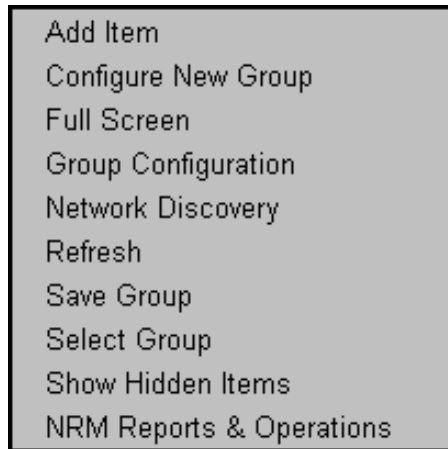 Add Item
Configure New Group
Full Screen
Group Configuration
Network Discovery
Refresh
Save Group
Select Group
Show Hidden Items
NRM Reports & Operations